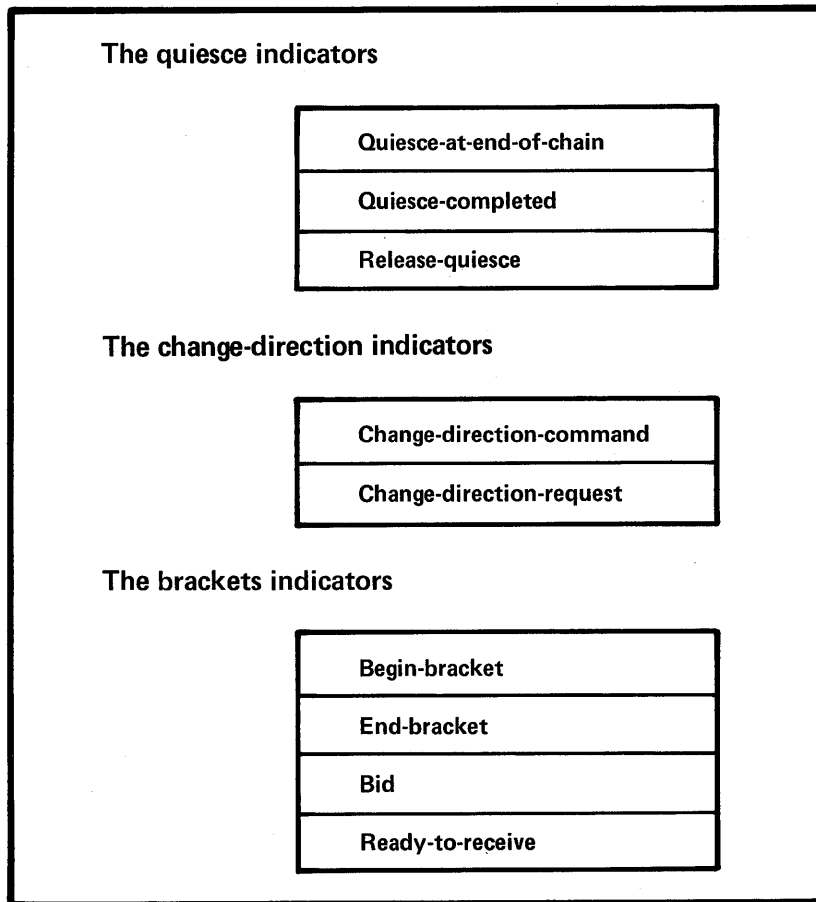 The quiesce indicators
Quiesce-at-end-of-chain
Quiesce-completed
Release-quiesce
The change-direction indicators
Change-direction-command
Change-direction-request
The brackets indicators
Begin-bracket
End-bracket
Bid
Ready-to-receive